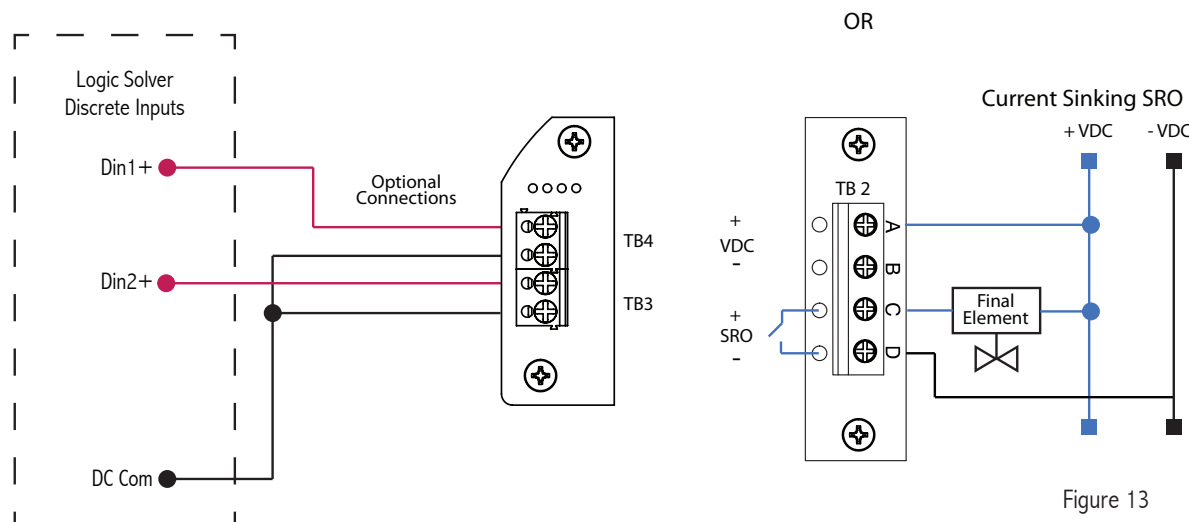 OR
Logic Solver
Discrete Inputs
Din1+
Din2+
DC Com
Optional
Connections
TB4
TB3
Current Sinking SRO
+ VDC
- VDC
TB 2
+
VDC
-
+
SRO
-
A
B
C
D
Final
Element
Figure 13